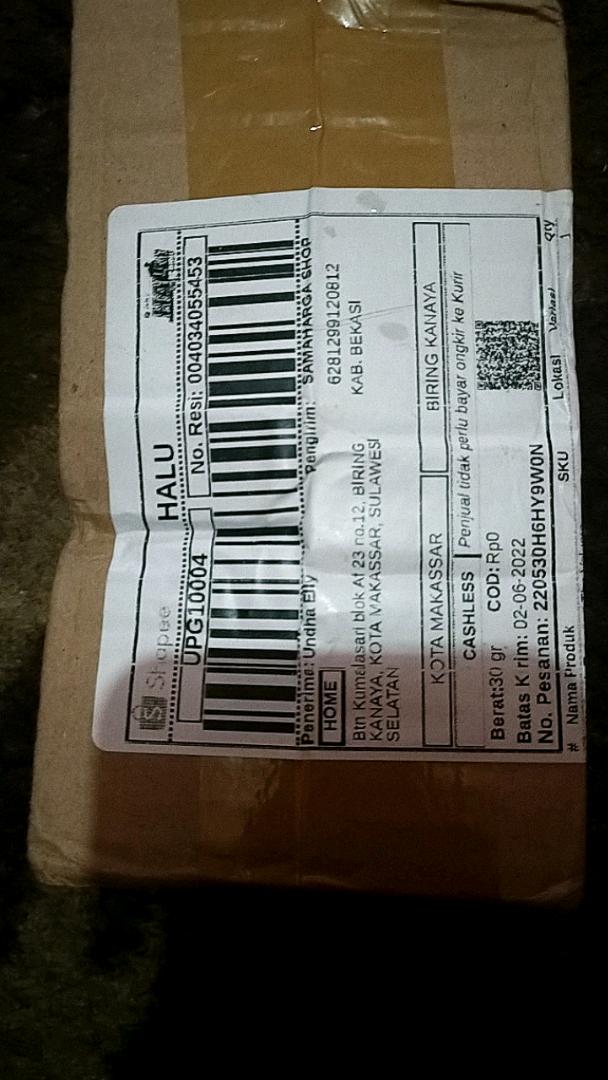 Shopee
HALU
UPG10004
No. Resi: 004034055453
Penerima: Undha Elly
Pengirim: SAMAHARGA SHOP
HOME
6281299120812
Btn Kumalasari blok Af 23 no.12, BIRING
KAB. BEKASI
KANAYA, KOTA MAKASSAR, SULAWESI
SELATAN
KOTA MAKASSAR
BIRING KANAYA
CASHLESS
Penjual tidak perlu bayar ongkir ke Kurir
Berat:30 gr COD:Rp0
Batas K rim: 02-06-2022
No. Pesanan: 220530H6HY9W0N
# Nama Produk SKU Lokasi Variasi Qty
1